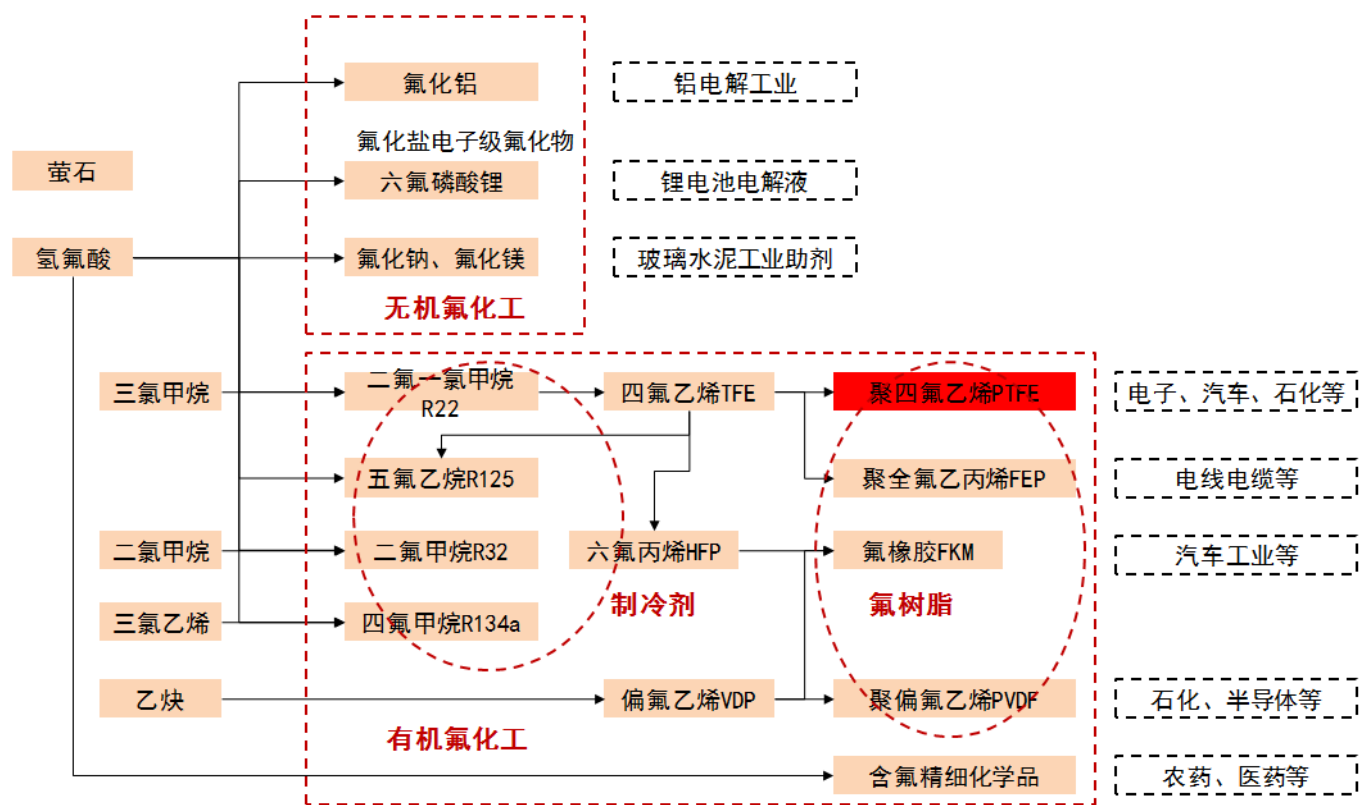 氟化铝
铝电解工业
氟化盐电子级氟化物
萤石
六氟磷酸锂
锂电池电解液
氢氟酸
氟化钠、氟化镁
玻璃水泥工业助剂
无机氟化工
三氯甲烷
二氟一氯甲烷
R22
四氟乙烯TFE
聚四氟乙烯PTFE
电子、汽车、石化等
五氟乙烷R125
聚全氟乙丙烯FEP
电线电缆等
二氯甲烷
二氟甲烷R32
六氟丙烯HFP
氟橡胶FKM
汽车工业等
制冷剂
氟树脂
三氯乙烯
四氟甲烷R134a
乙炔
偏氟乙烯VDP
聚偏氟乙烯PVDF
石化、半导体等
有机氟化工
含氟精细化学品
农药、医药等